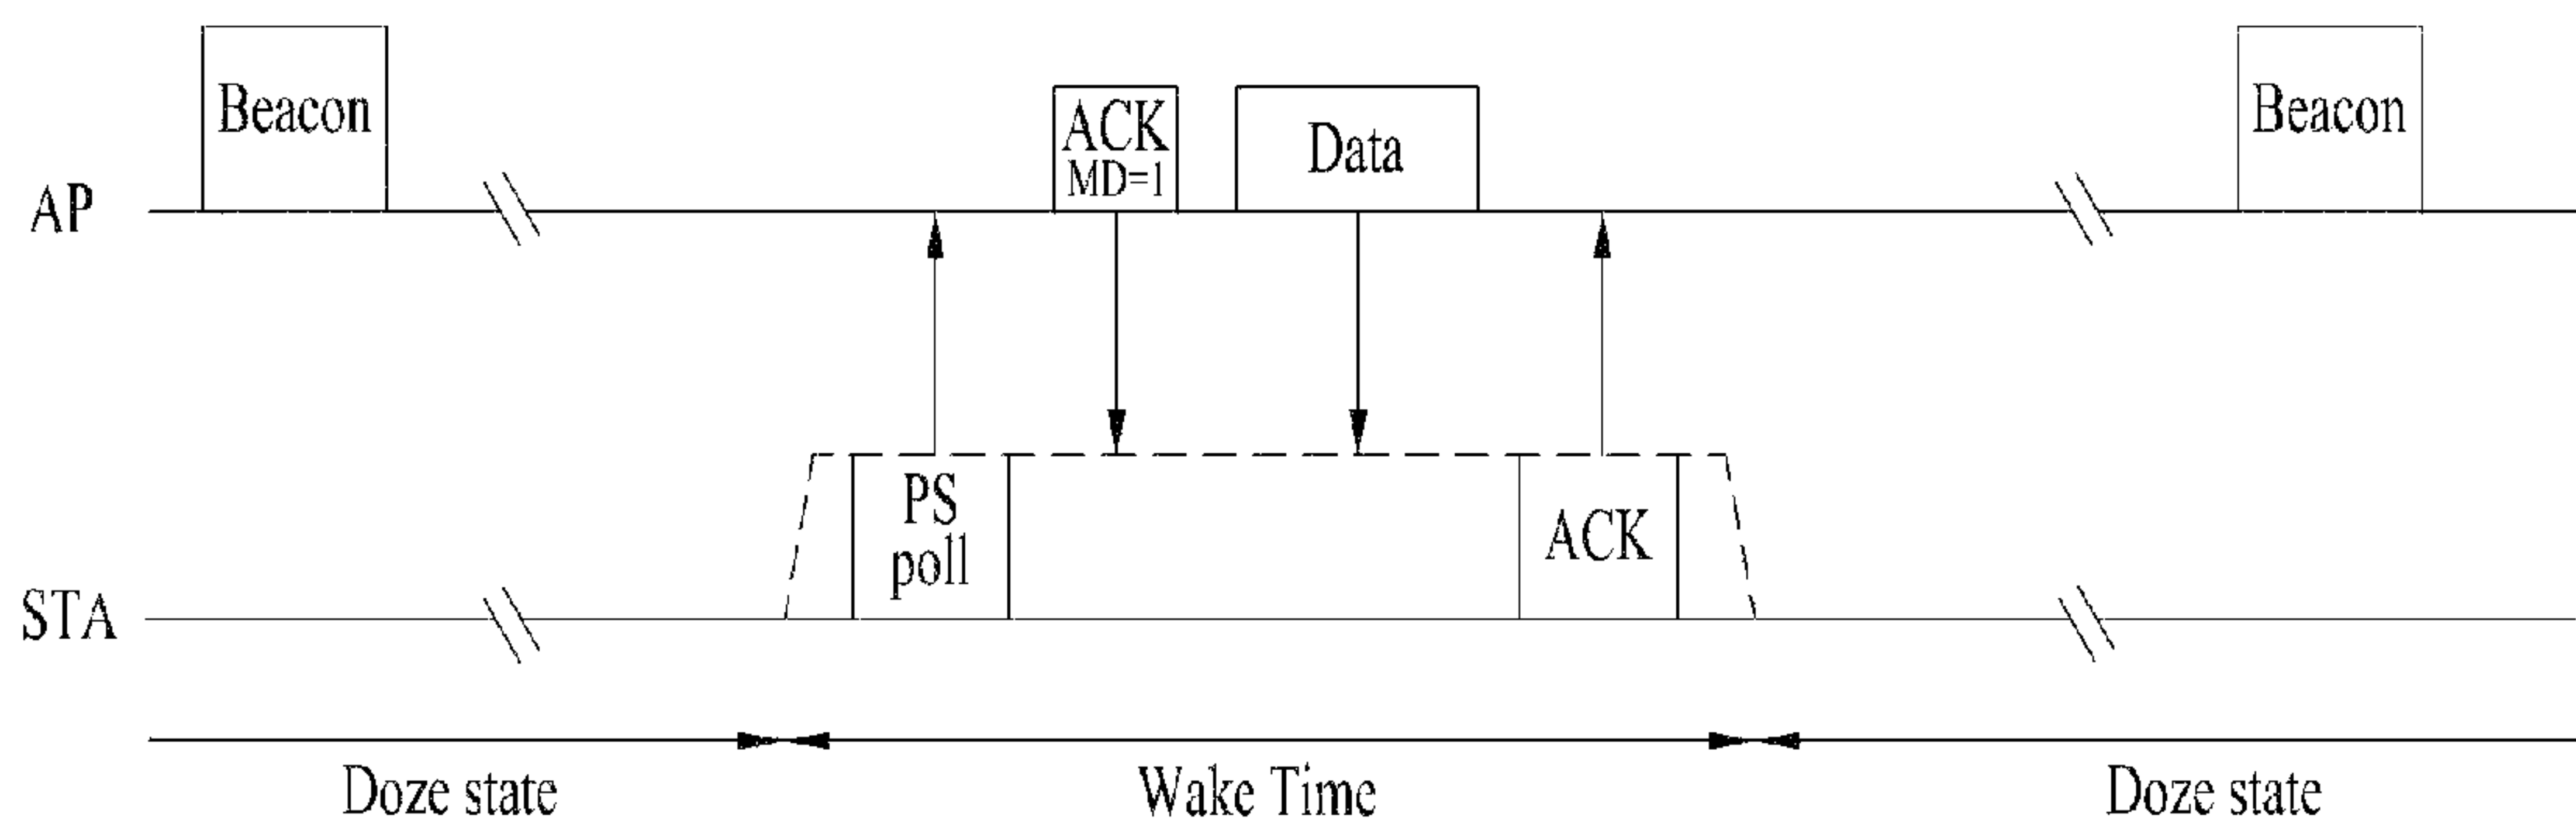 Beacon
ACK
MD=1
Data
Beacon
AP
PS
poll
ACK
STA
Doze state
Wake Time
Doze state